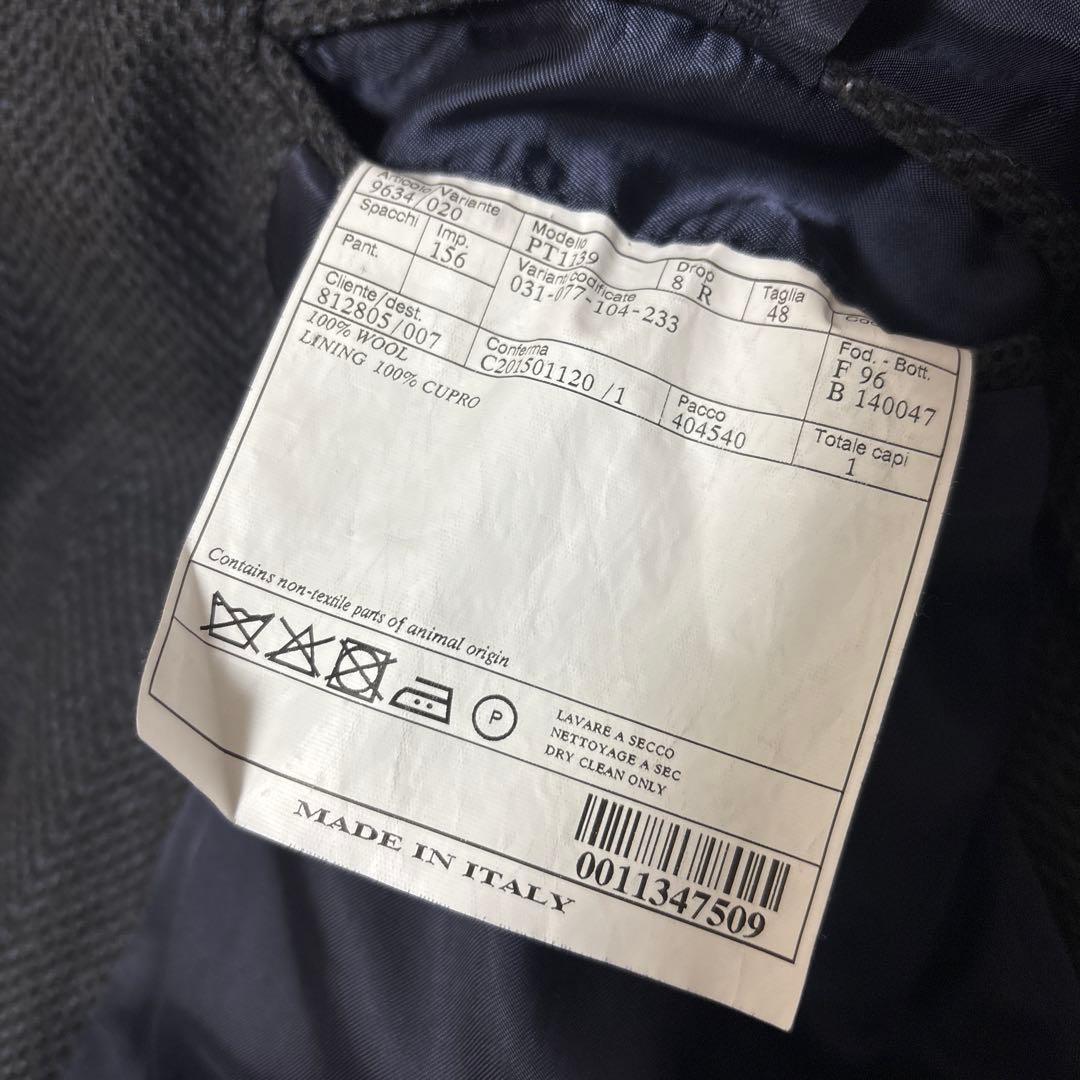 Articolo/Variante
9634/020
Spacchi
Imp.
156
Modello
PT1139
Drop
8 R
Taglia
48
Pant.
Varianti codificate
031-077-104-233
Fod. - Bott.
F 96
B 140047
Cliente/dest.
812805/007
Conferma
C201501120 /1
Pacco
404540
Totale capi
1
100% WOOL
LINING 100% CUPRO
Contains non-textile parts of animal origin
P
LAVARE A SECCO
NETTOYAGE A SEC
DRY CLEAN ONLY
MADE IN ITALY
0011347509